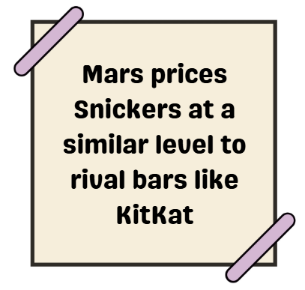 Mars prices
Snickers at a
similar level to
rival bars like
KitKat